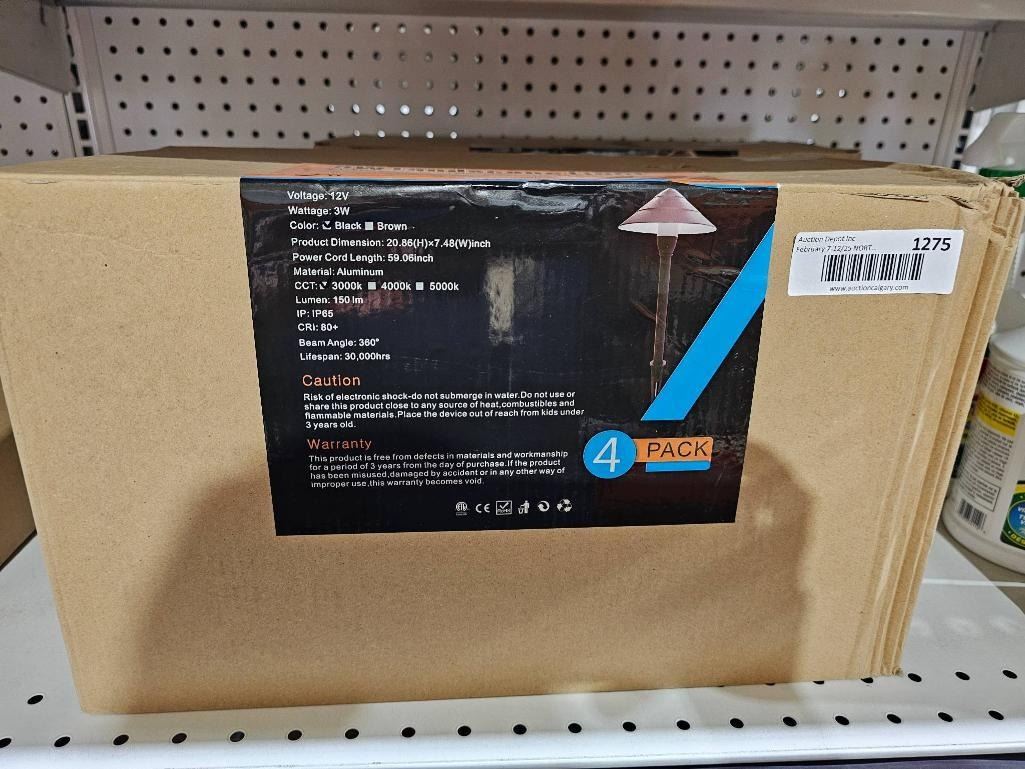 Voltage: 12V
Wattage: 3W
Color: Black Brown
Product Dimension: 20.86(H)×7.48(W)inch
Power Cord Length: 59.06inch
Material: Aluminum
CCT: 3000k 4000k 5000k
Lumen: 150 lm
IP: IP65
CRI: 80+
Beam Angle: 360°
Lifespan: 30,000hrs
Caution
Risk of electronic shock-do not submerge in water.Do not use or
share this product close to any source of heat,combustibles and
flammable materials.Place the device out of reach from kids under
3 years old.
Warranty
This product is free from defects in materials and workmanship
for a period of 3 years from the day of purchase.If the product
has been misused,damaged by accident or in any other way of
improper use,this warranty becomes void.
4 PACK
Auction Depot Inc
February 7-12/25 NORT...
1275
www.auctioncalgary.com